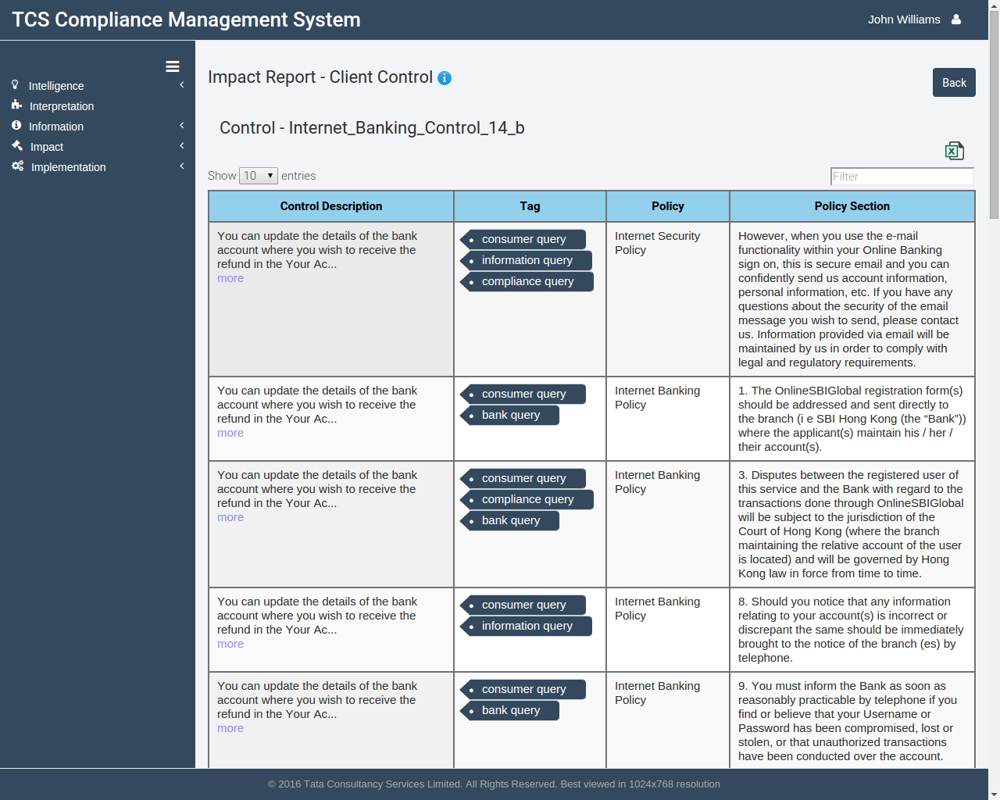 TCS Compliance Management System
John Williams
Intelligence
Interpretation
Information
Impact
Implementation
Impact Report - Client Control
Back
Control - Internet_Banking_Control_14_b
Show 10 entries
Filter
Control Description Tag Policy Policy Section
You can update the details of the bank
account where you wish to receive the
refund in the Your Ac...
more
consumer query
information query
compliance query
Internet Security
Policy
However, when you use the e-mail
functionality within your Online Banking
sign on, this is secure email and you can
confidently send us account information,
personal information, etc. If you have any
questions about the security of the email
message you wish to send, please contact
us. Information provided via email will be
maintained by us in order to comply with
legal and regulatory requirements.
You can update the details of the bank
account where you wish to receive the
refund in the Your Ac...
more
consumer query
bank query
Internet Banking
Policy
1. The OnlineSBIGlobal registration form(s)
should be addressed and sent directly to
the branch (i e SBI Hong Kong (the “Bank”))
where the applicant(s) maintain his / her /
their account(s).
You can update the details of the bank
account where you wish to receive the
refund in the Your Ac...
more
consumer query
compliance query
bank query
Internet Banking
Policy
3. Disputes between the registered user of
this service and the Bank with regard to the
transactions done through OnlineSBIGlobal
will be subject to the jurisdiction of the
Court of Hong Kong (where the branch
maintaining the relative account of the user
is located) and will be governed by Hong
Kong law in force from time to time.
You can update the details of the bank
account where you wish to receive the
refund in the Your Ac...
more
consumer query
information query
Internet Banking
Policy
8. Should you notice that any information
relating to your account(s) is incorrect or
discrepant the same should be immediately
brought to the notice of the branch (es) by
telephone.
You can update the details of the bank
account where you wish to receive the
refund in the Your Ac...
more
consumer query
bank query
Internet Banking
Policy
9. You must inform the Bank as soon as
reasonably practicable by telephone if you
find or believe that your Username or
Password has been compromised, lost or
stolen, or that unauthorized transactions
have been conducted over the account.
© 2016 Tata Consultancy Services Limited. All Rights Reserved. Best viewed in 1024x768 resolution